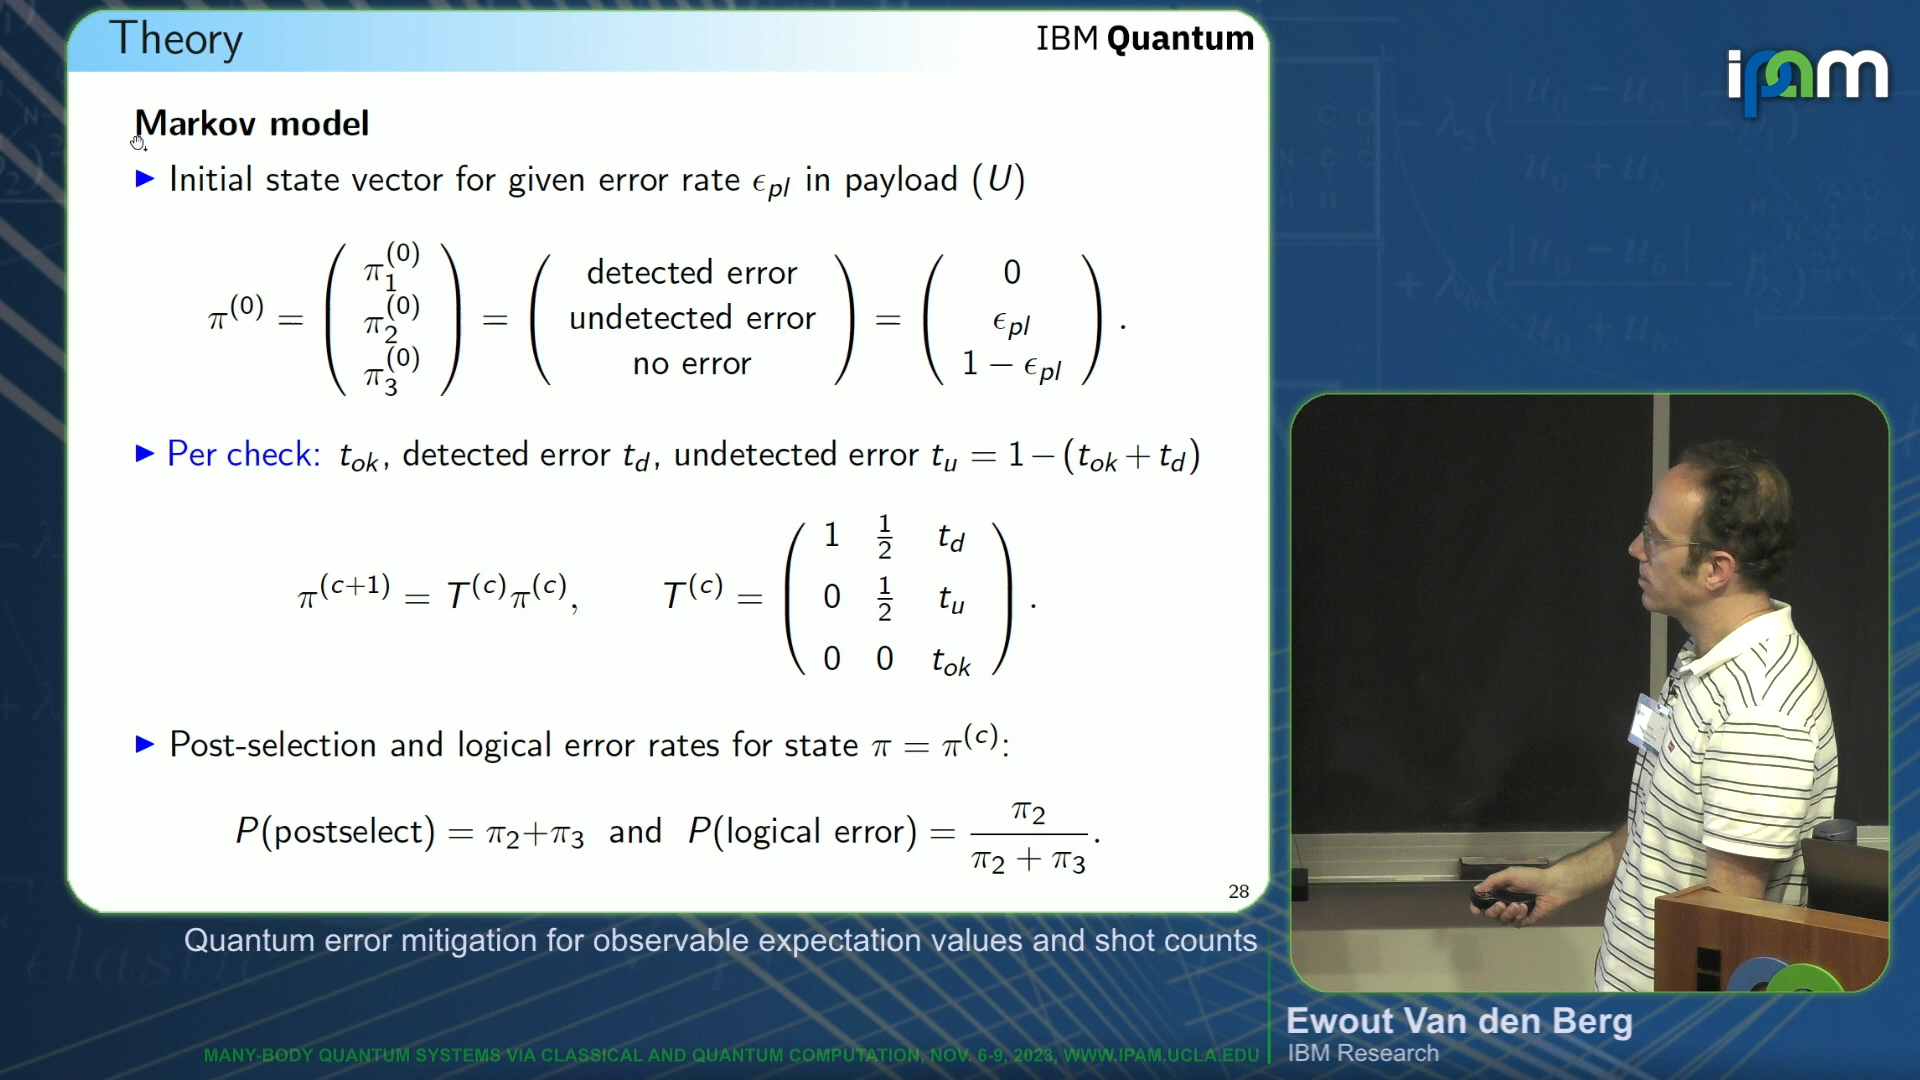 Theory
IBM Quantum
ipam
Markov model
▶ Initial state vector for given error rate ϵ_pl in payload (U)
π^(0) = ( π_1^(0) π_2^(0) π_3^(0) ) = ( detected error undetected error no error ) = ( 0 ϵ_pl 1 − ϵ_pl ) .
▶ Per check: t_ok, detected error t_d, undetected error t_u = 1−(t_ok+t_d)
π^(c+1) = T^(c)π^(c), T^(c) = ( 1 1/2 t_d 0 1/2 t_u 0 0 t_ok ) .
▶ Post-selection and logical error rates for state π = π^(c):
P(postselect) = π_2+π_3 and P(logical error) = π_2 / (π_2 + π_3) .
28
Quantum error mitigation for observable expectation values and shot counts
Ewout Van den Berg
IBM Research
MANY-BODY QUANTUM SYSTEMS VIA CLASSICAL AND QUANTUM COMPUTATION, NOV. 6-9, 2023, WWW.IPAM.UCLA.EDU